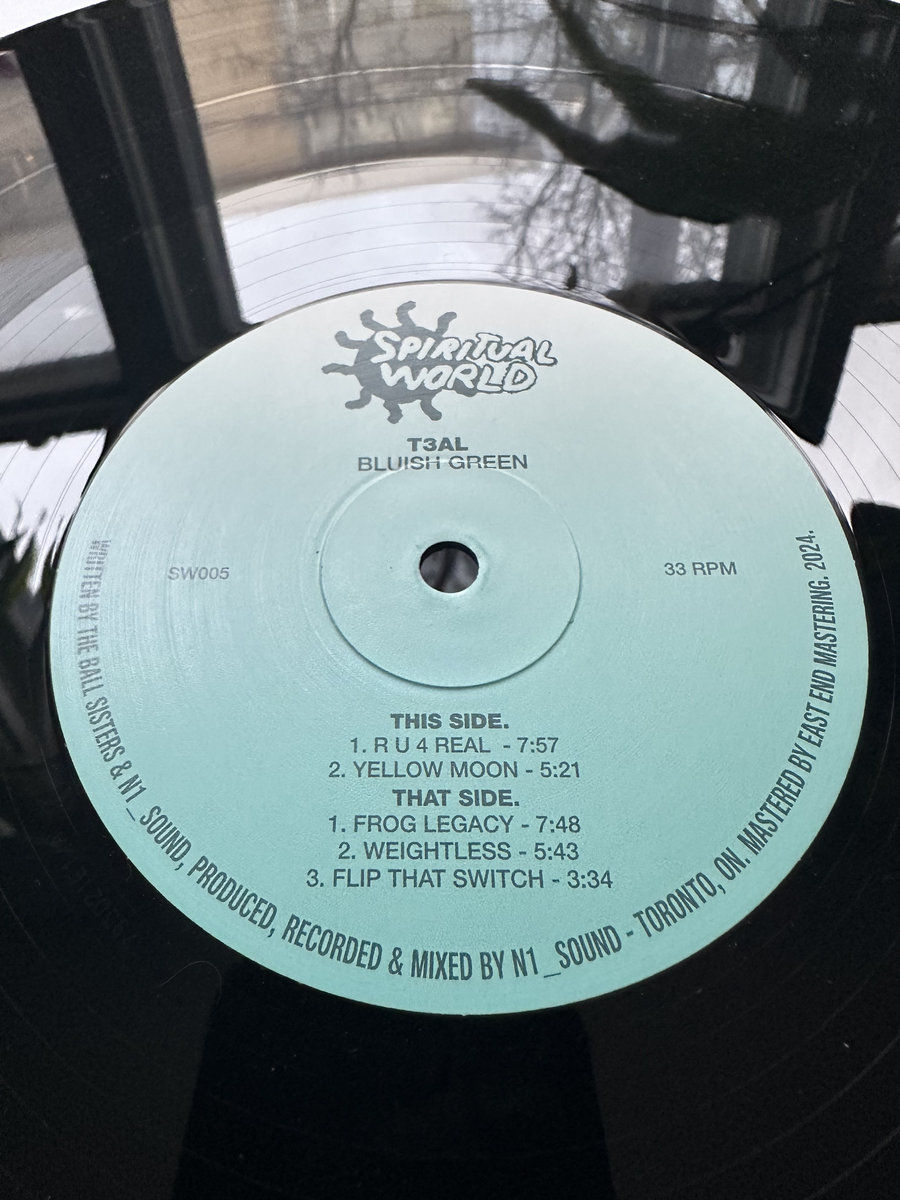 SPIRITUAL
WORLD
T3AL
BLUISH GREEN
SW005
33 RPM
THIS SIDE.
1. R U 4 REAL - 7:57
2. YELLOW MOON - 5:21
THAT SIDE.
1. FROG LEGACY - 7:48
2. WEIGHTLESS - 5:43
3. FLIP THAT SWITCH - 3:34
WRITTEN BY THE BALL SISTERS & N1_SOUND, PRODUCED, RECORDED & MIXED BY N1_SOUND - TORONTO, ON. MASTERED BY EAST END MASTERING. 2024.